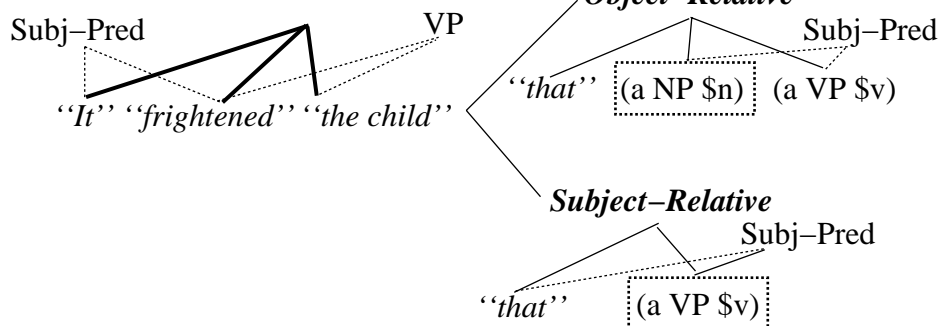 Object−Relative
Subj−Pred
VP
Subj−Pred
‘‘It’’ ‘‘frightened’’ ‘‘the child’’
‘‘that’’ (a NP $n) (a VP $v)
Subject−Relative
Subj−Pred
‘‘that’’ (a VP $v)